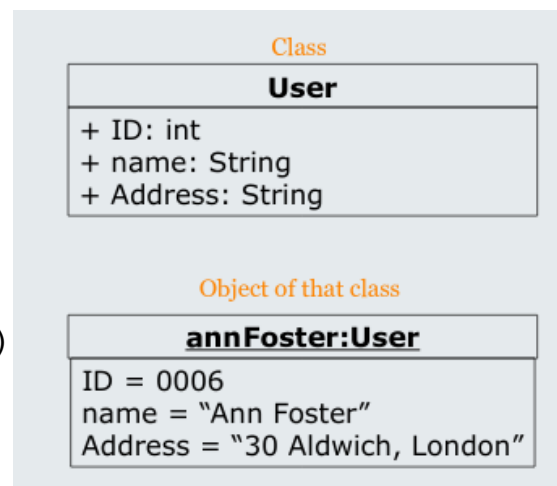 Class
User
+ ID: int
+ name: String
+ Address: String
Object of that class
)
annFoster:User
ID = 0006
name = “Ann Foster”
Address = “30 Aldwich, London”